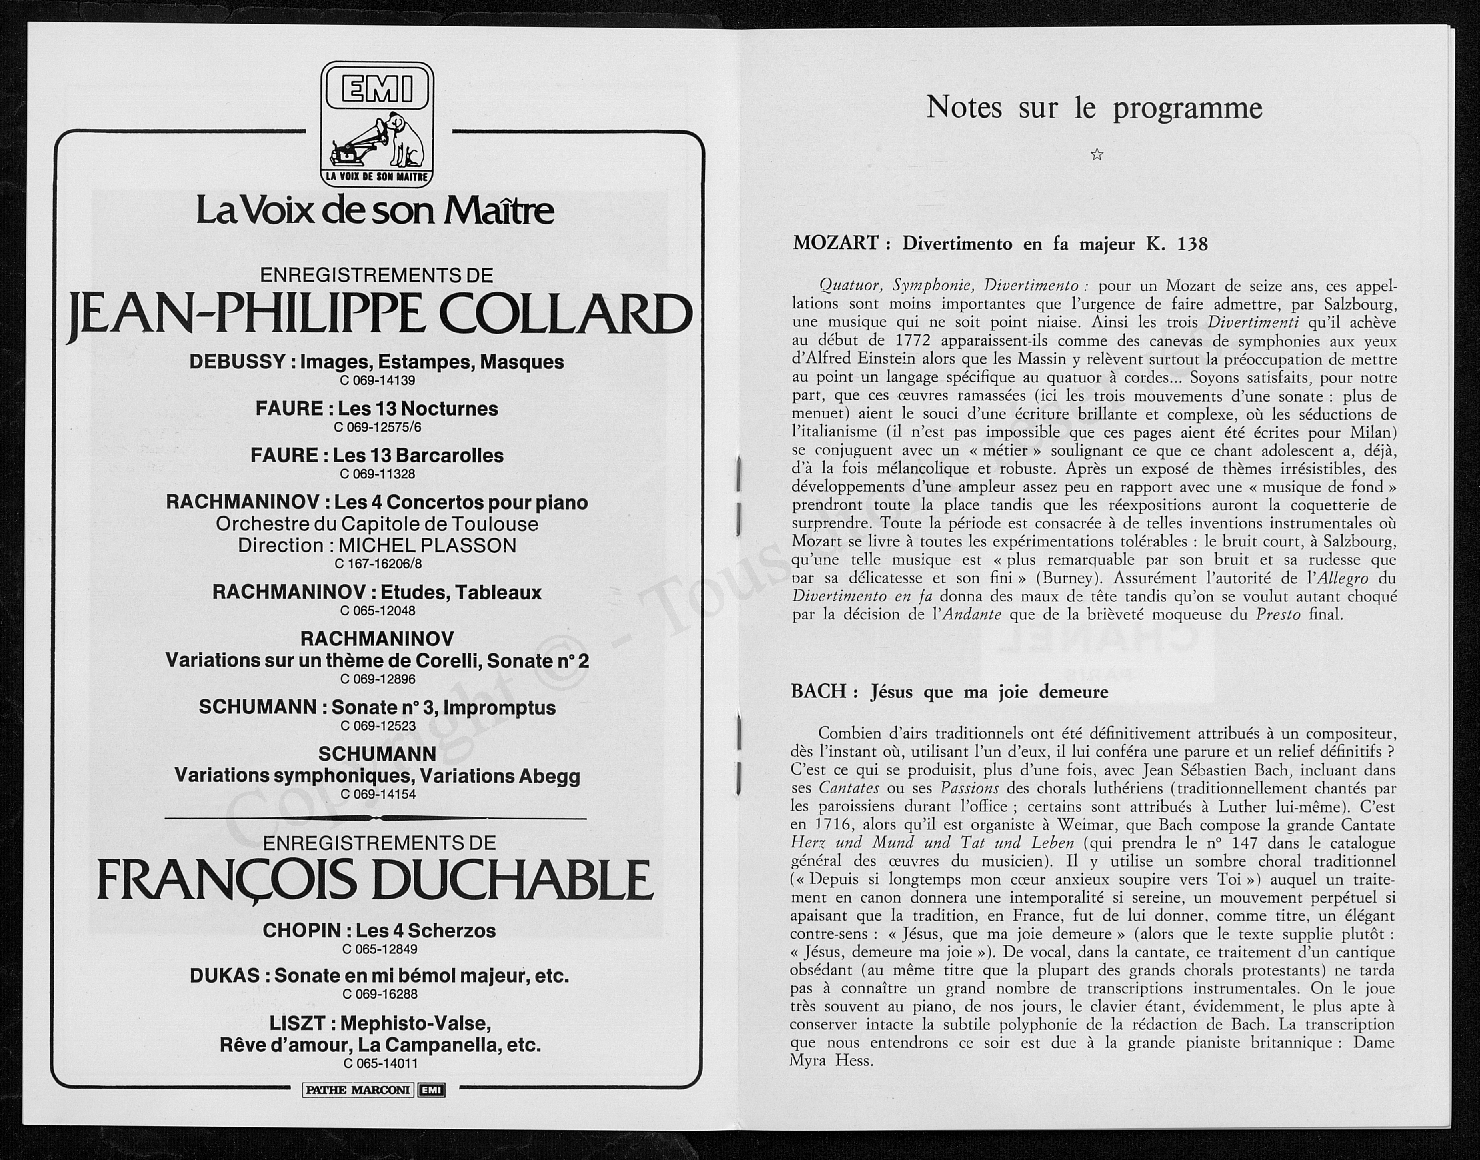 EMI
LA VOIX DE SON MAITRE
La Voix de son Maître
ENREGISTREMENTS DE
JEAN-PHILIPPE COLLARD
DEBUSSY : Images, Estampes, Masques
C 069-14139
FAURE : Les 13 Nocturnes
C 069-12575/6
FAURE : Les 13 Barcarolles
C 069-11328
RACHMANINOV : Les 4 Concertos pour piano
Orchestre du Capitole de Toulouse
Direction : MICHEL PLASSON
C 167-16206/8
RACHMANINOV : Etudes, Tableaux
C 065-12048
RACHMANINOV
Variations sur un thème de Corelli, Sonate n° 2
C 069-12896
SCHUMANN : Sonate n° 3, Impromptus
C 069-12523
SCHUMANN
Variations symphoniques, Variations Abegg
C 069-14154
ENREGISTREMENTS DE
FRANÇOIS DUCHABLE
CHOPIN : Les 4 Scherzos
C 065-12849
DUKAS : Sonate en mi bémol majeur, etc.
C 069-16288
LISZT : Mephisto-Valse,
Rêve d'amour, La Campanella, etc.
C 065-14011
PATHE MARCONI EMI
Notes sur le programme
☆
MOZART : Divertimento en fa majeur K. 138
Quatuor, Symphonie, Divertimento : pour un Mozart de seize ans, ces appel-
lations sont moins importantes que l'urgence de faire admettre, par Salzbourg,
une musique qui ne soit point niaise. Ainsi les trois Divertimenti qu'il achève
au début de 1772 apparaissent-ils comme des canevas de symphonies aux yeux
d'Alfred Einstein alors que les Massin y relèvent surtout la préoccupation de mettre
au point un langage spécifique au quatuor à cordes... Soyons satisfaits, pour notre
part, que ces œuvres ramassées (ici les trois mouvements d'une sonate : plus de
menuet) aient le souci d'une écriture brillante et complexe, où les séductions de
l'italianisme (il n'est pas impossible que ces pages aient été écrites pour Milan)
se conjuguent avec un « métier » soulignant ce que ce chant adolescent a, déjà,
d'à la fois mélancolique et robuste. Après un exposé de thèmes irrésistibles, des
développements d'une ampleur assez peu en rapport avec une « musique de fond »
prendront toute la place tandis que les réexpositions auront la coquetterie de
surprendre. Toute la période est consacrée à de telles inventions instrumentales où
Mozart se livre à toutes les expérimentations tolérables : le bruit court, à Salzbourg,
qu'une telle musique est « plus remarquable par son bruit et sa rudesse que
par sa délicatesse et son fini » (Burney). Assurément l'autorité de l'Allegro du
Divertimento en fa donna des maux de tête tandis qu'on se voulut autant choqué
par la décision de l'Andante que de la brièveté moqueuse du Presto final.
CHANEL
PARIS
BACH : Jésus que ma joie demeure
Combien d'airs traditionnels ont été définitivement attribués à un compositeur,
dès l'instant où, utilisant l'un d'eux, il lui conféra une parure et un relief définitifs ?
C'est ce qui se produisit, plus d'une fois, avec Jean Sébastien Bach, incluant dans
ses Cantates ou ses Passions des chorals luthériens (traditionnellement chantés par
les paroissiens durant l'office ; certains sont attribués à Luther lui-même). C'est
en 1716, alors qu'il est organiste à Weimar, que Bach compose la grande Cantate
Herz und Mund und Tat und Leben (qui prendra le n° 147 dans le catalogue
général des œuvres du musicien). Il y utilise un sombre choral traditionnel
(« Depuis si longtemps mon cœur anxieux soupire vers Toi ») auquel un traite-
ment en canon donnera une intemporalité si sereine, un mouvement perpétuel si
apaisant que la tradition, en France, fut de lui donner, comme titre, un élégant
contre-sens : « Jésus, que ma joie demeure » (alors que le texte supplie plutôt :
« Jésus, demeure ma joie »). De vocal, dans la cantate, ce traitement d'un cantique
obsédant (au même titre que la plupart des grands chorals protestants) ne tarda
pas à connaître un grand nombre de transcriptions instrumentales. On le joue
très souvent au piano, de nos jours, le clavier étant, évidemment, le plus apte à
conserver intacte la subtile polyphonie de la rédaction de Bach. La transcription
que nous entendrons ce soir est due à la grande pianiste britannique : Dame
Myra Hess.
Copyright © - Tous droits réservés